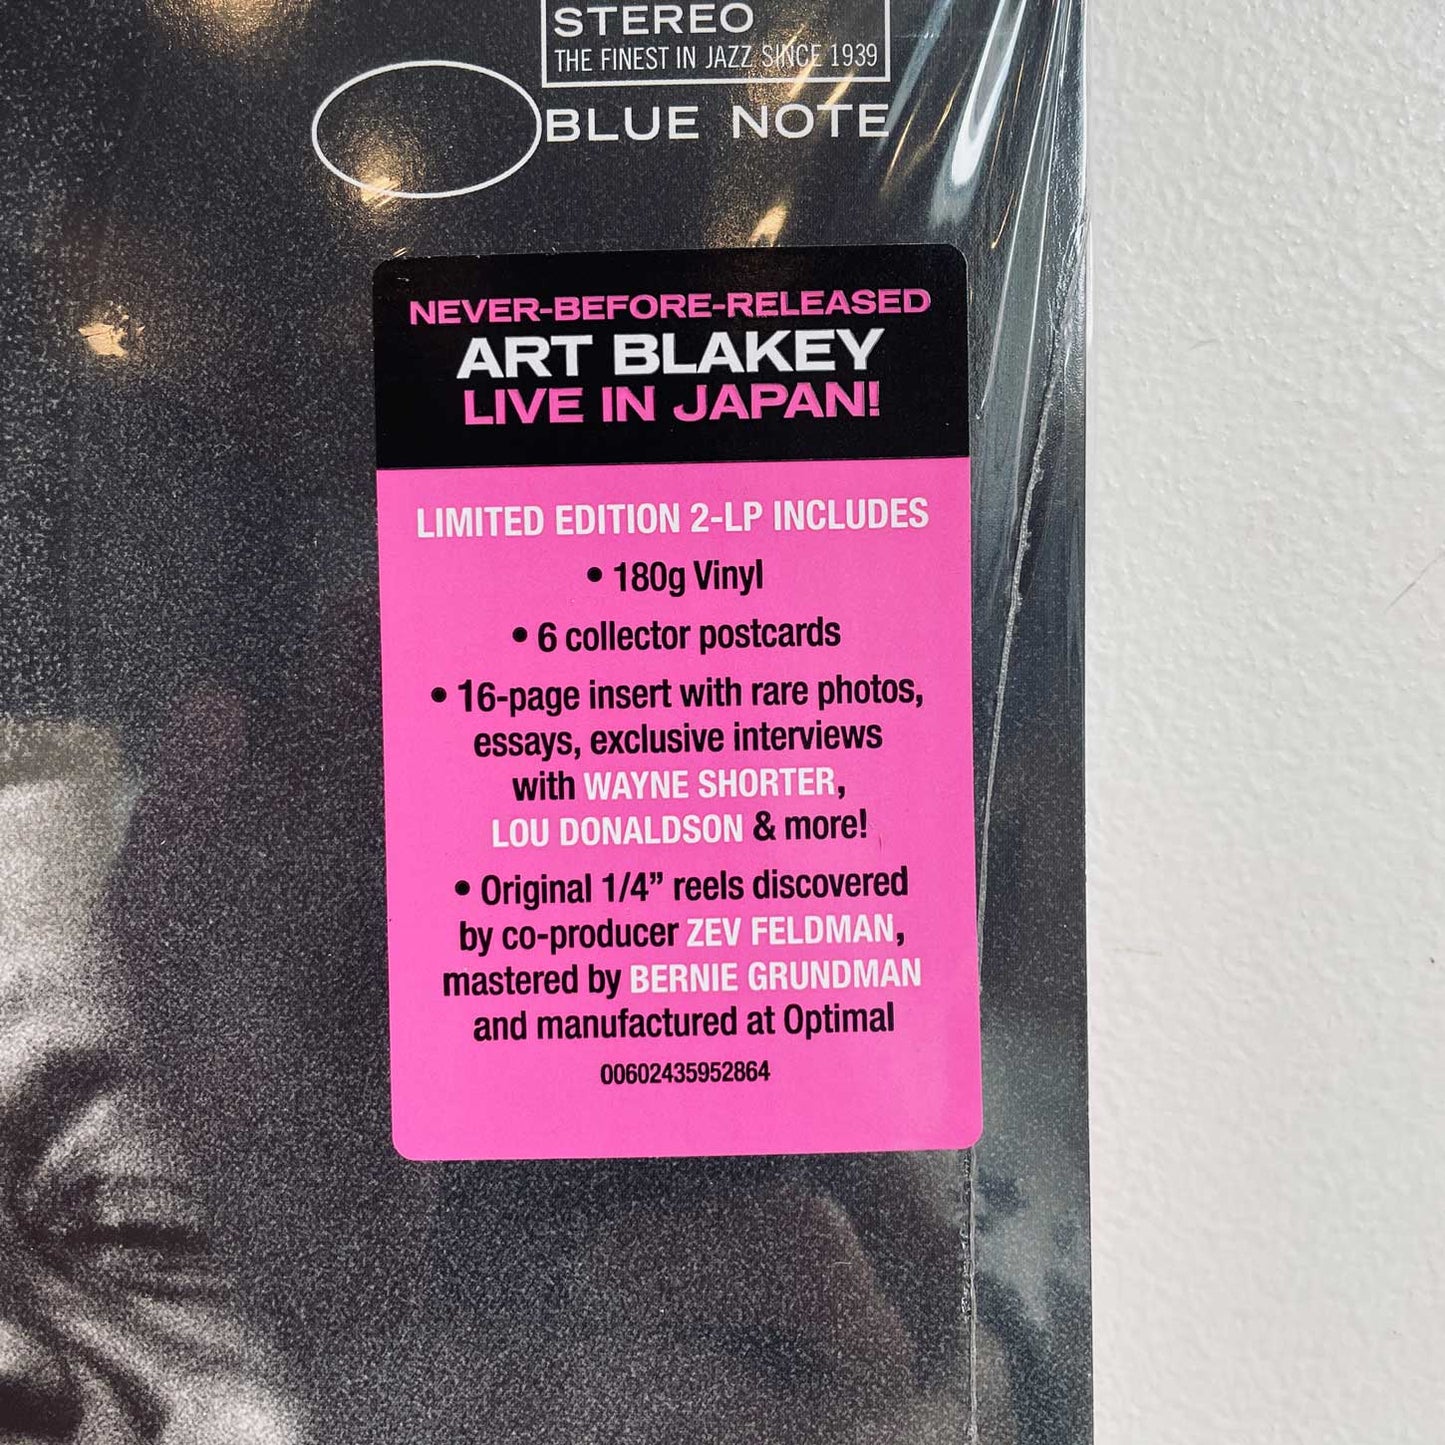 STEREO
THE FINEST IN JAZZ SINCE 1939
BLUE NOTE
NEVER-BEFORE-RELEASED
ART BLAKEY
LIVE IN JAPAN!
LIMITED EDITION 2-LP INCLUDES
• 180g Vinyl
• 6 collector postcards
• 16-page insert with rare photos,
essays, exclusive interviews
with WAYNE SHORTER,
LOU DONALDSON & more!
• Original 1/4” reels discovered
by co-producer ZEV FELDMAN,
mastered by BERNIE GRUNDMAN
and manufactured at Optimal
00602435952864